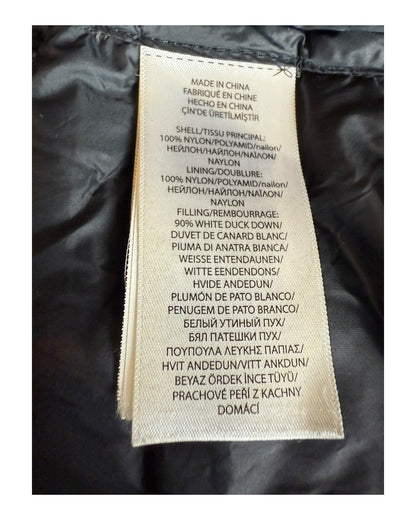 MADE IN CHINA
FABRIQUÉ EN CHINE
HECHO EN CHINA
ÇİN'DE ÜRETİLMİŞTİR
SHELL/TISSU PRINCIPAL:
100% NYLON/POLYAMID/nailon/
НЕЙЛОН/НАЙЛОН/ΝΑΪΛΟΝ/
NAYLON
LINING/DOUBLURE:
100% NYLON/POLYAMID/nailon/
НЕЙЛОН/НАЙЛОН/ΝΑΪΛΟΝ/
NAYLON
FILLING/REMBOURRAGE:
90% WHITE DUCK DOWN/
DUVET DE CANARD BLANC/
PIUMA DI ANATRA BIANCA/
WEISSE ENTENDAUNEN/
WITTE EENDENDONS/
HVIDE ANDEDUN/
PLUMÓN DE PATO BLANCO/
PENUGEM DE PATO BRANCO/
БЕЛЫЙ УТИНЫЙ ПУХ/
БЯЛ ПАТЕШКИ ПУХ/
ΠΟΥΠΟΥΛΑ ΛΕΥΚΗΣ ΠΑΠΙΑΣ/
HVIT ANDEDUN/VITT ANKDUN/
BEYAZ ÖRDEK İNCE TÜYÜ/
PRACHOVÉ PEŘÍ Z KACHNY
DOMÁCÍ